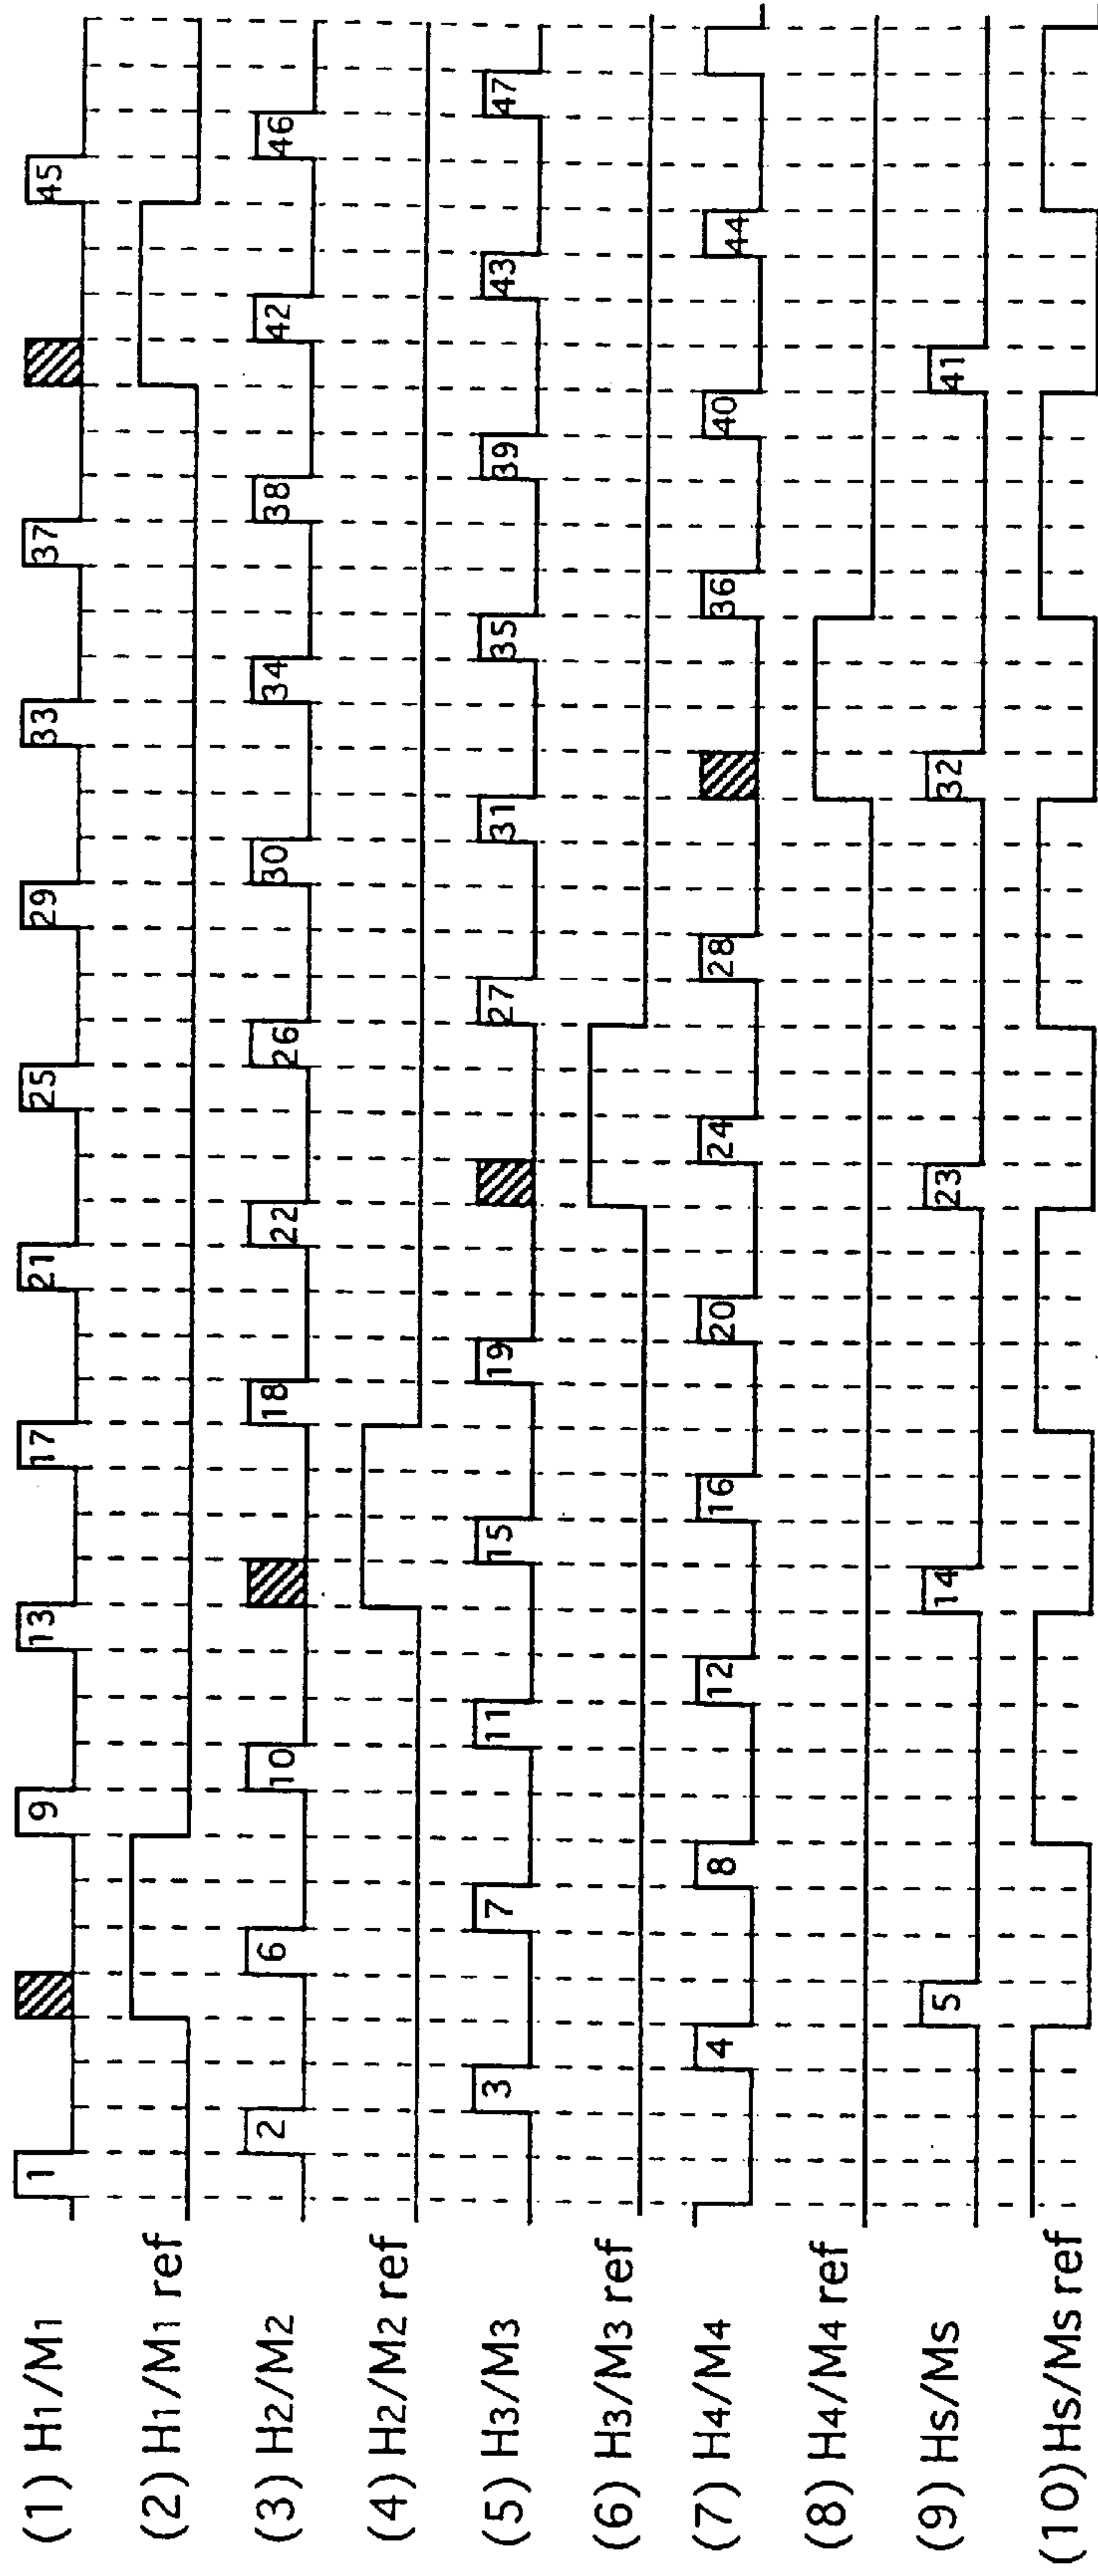 (1) H1/M1 1 9 13 17 21 25 29 33 37 45
(2) H1/M1 ref
(3) H2/M2 2 6 10 18 22 26 30 34 38 42 46
(4) H2/M2 ref
(5) H3/M3 3 7 11 15 19 27 31 35 39 43 47
(6) H3/M3 ref
(7) H4/M4 4 8 12 16 20 24 28 36 40 44
(8) H4/M4 ref
(9) Hs/Ms 5 14 23 32 41
(10) Hs/Ms ref